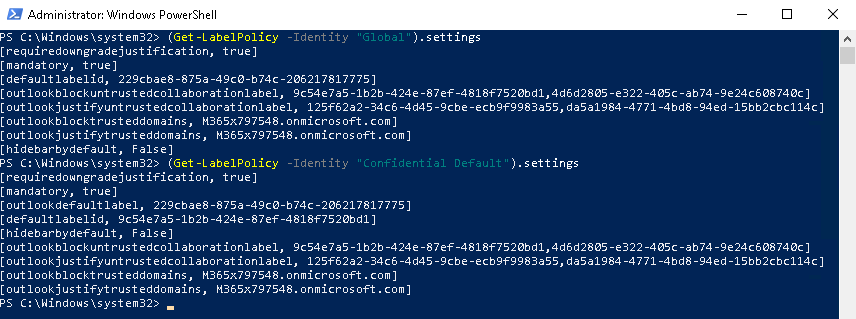 Administrator: Windows PowerShell
PS C:\Windows\system32> (Get-LabelPolicy -Identity "Global").settings
[requiredowngradejustification, true]
[mandatory, true]
[defaultlabelid, 229cbae8-875a-49c0-b74c-206217817775]
[outlookblockuntrustedcollaborationlabel, 9c54e7a5-1b2b-424e-87ef-4818f7520bd1,4d6d2805-e322-405c-ab74-9e24c608740c]
[outlookjustifyuntrustedcollaborationlabel, 125f62a2-34c6-4d45-9cbe-ecb9f9983a55,da5a1984-4771-4bd8-94ed-15bb2cbc114c]
[outlookblocktrusteddomains, M365x797548.onmicrosoft.com]
[outlookjustifytrusteddomains, M365x797548.onmicrosoft.com]
[hidebarbydefault, False]
PS C:\Windows\system32> (Get-LabelPolicy -Identity "Confidential Default").settings
[requiredowngradejustification, true]
[mandatory, true]
[outlookdefaultlabel, 229cbae8-875a-49c0-b74c-206217817775]
[defaultlabelid, 9c54e7a5-1b2b-424e-87ef-4818f7520bd1]
[hidebarbydefault, False]
[outlookblockuntrustedcollaborationlabel, 9c54e7a5-1b2b-424e-87ef-4818f7520bd1,4d6d2805-e322-405c-ab74-9e24c608740c]
[outlookjustifyuntrustedcollaborationlabel, 125f62a2-34c6-4d45-9cbe-ecb9f9983a55,da5a1984-4771-4bd8-94ed-15bb2cbc114c]
[outlookblocktrusteddomains, M365x797548.onmicrosoft.com]
[outlookjustifytrusteddomains, M365x797548.onmicrosoft.com]
PS C:\Windows\system32>